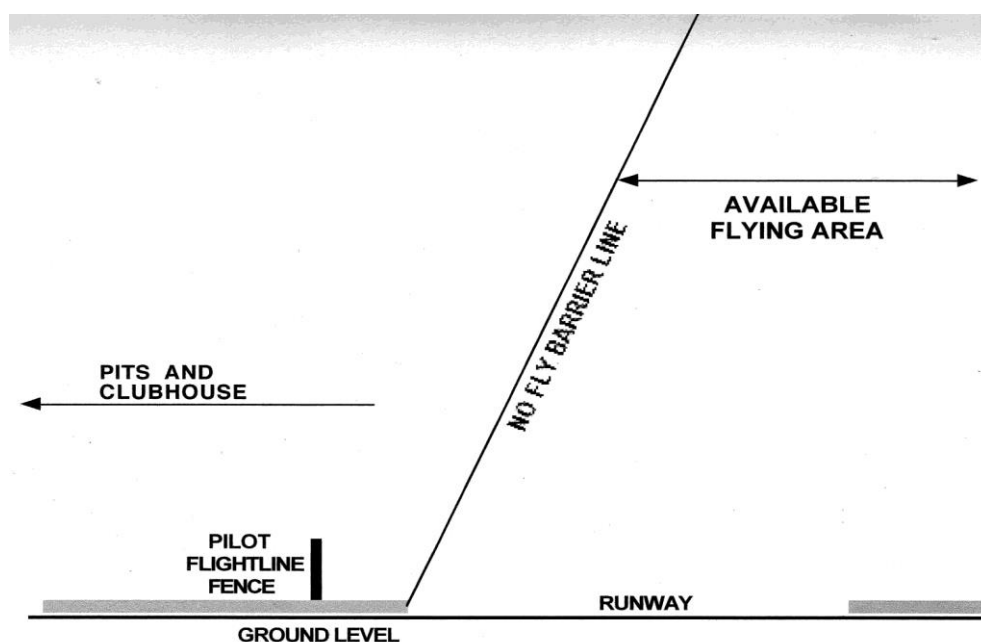 AVAILABLE
FLYING AREA
NO FLY BARRIER LINE
PITS AND
CLUBHOUSE
PILOT
FLIGHTLINE
FENCE
RUNWAY
GROUND LEVEL